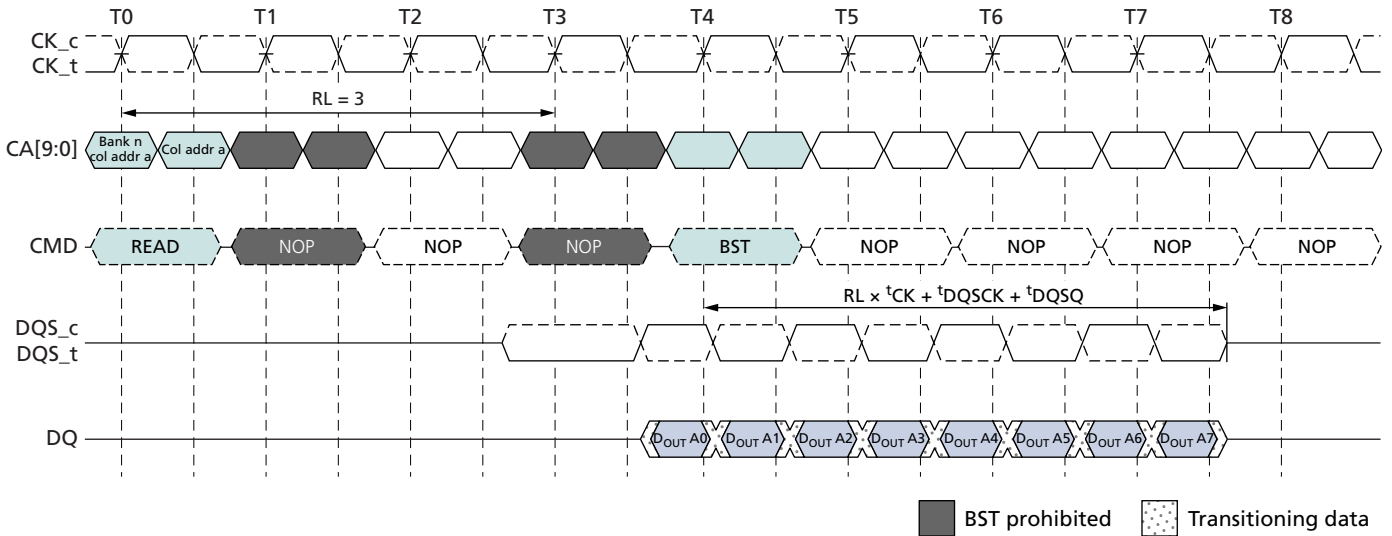 T0 T1 T2 T3 T4 T5 T6 T7 T8
CK_c
CK_t
RL = 3
CA[9:0] Bank n col addr a Col addr a
CMD READ NOP NOP NOP BST NOP NOP NOP NOP
RL × tCK + tDQSCK + tDQSQ
DQS_c
DQS_t
DQ DOUT A0 DOUT A1 DOUT A2 DOUT A3 DOUT A4 DOUT A5 DOUT A6 DOUT A7
BST prohibited Transitioning data